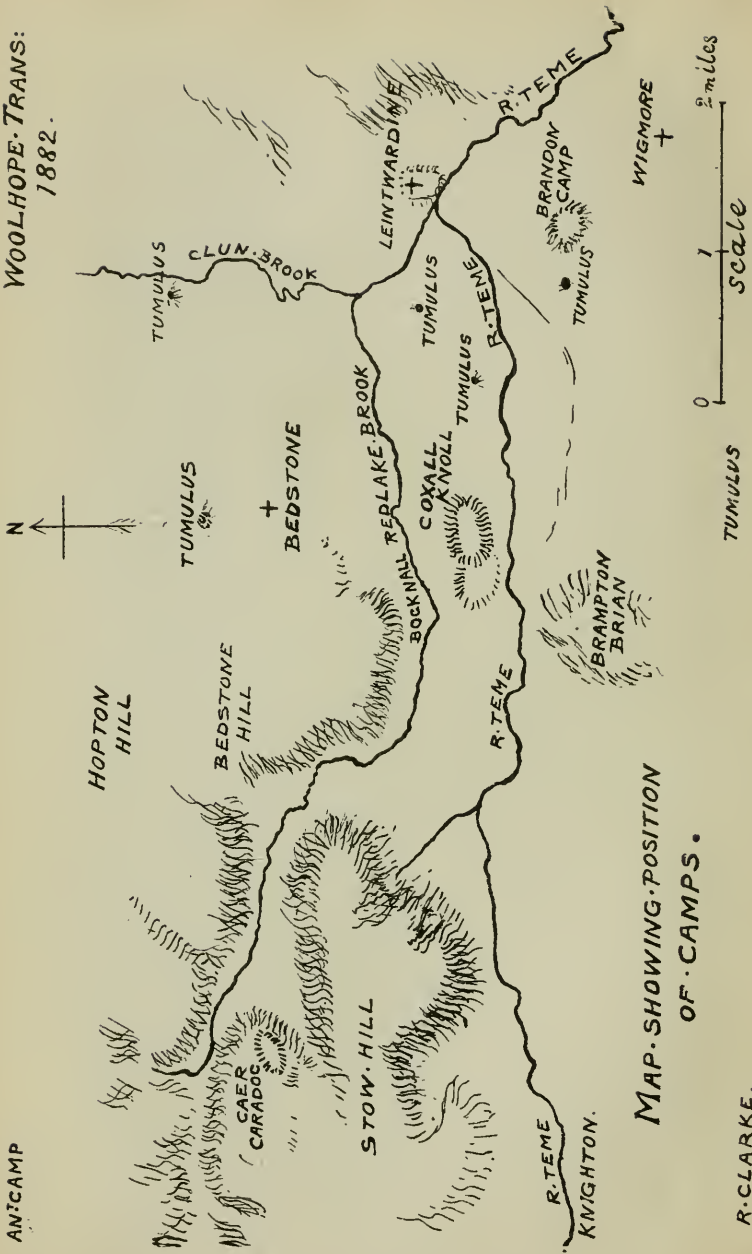 ANᵀ CAMP
WOOLHOPE·TRANS:
1882.
N
HOPTON
HILL
TUMULUS
TUMULUS
CLUN·BROOK
BEDSTONE
HILL
BEDSTONE
CAER
CARADOC
BOCKNALL
REDLAKE·BROOK
LEINTWARDINE
STOW·HILL
COXALL
KNOLL
TUMULUS
TUMULUS
R·TEME
R·TEME
R·TEME
R·TEME
KNIGHTON.
BRAMPTON
BRIAN
TUMULUS
BRANDON
CAMP
WIGMORE
MAP·SHOWING·POSITION
OF·CAMPS.
0
1
2 miles
scale
TUMULUS
R·CLARKE.